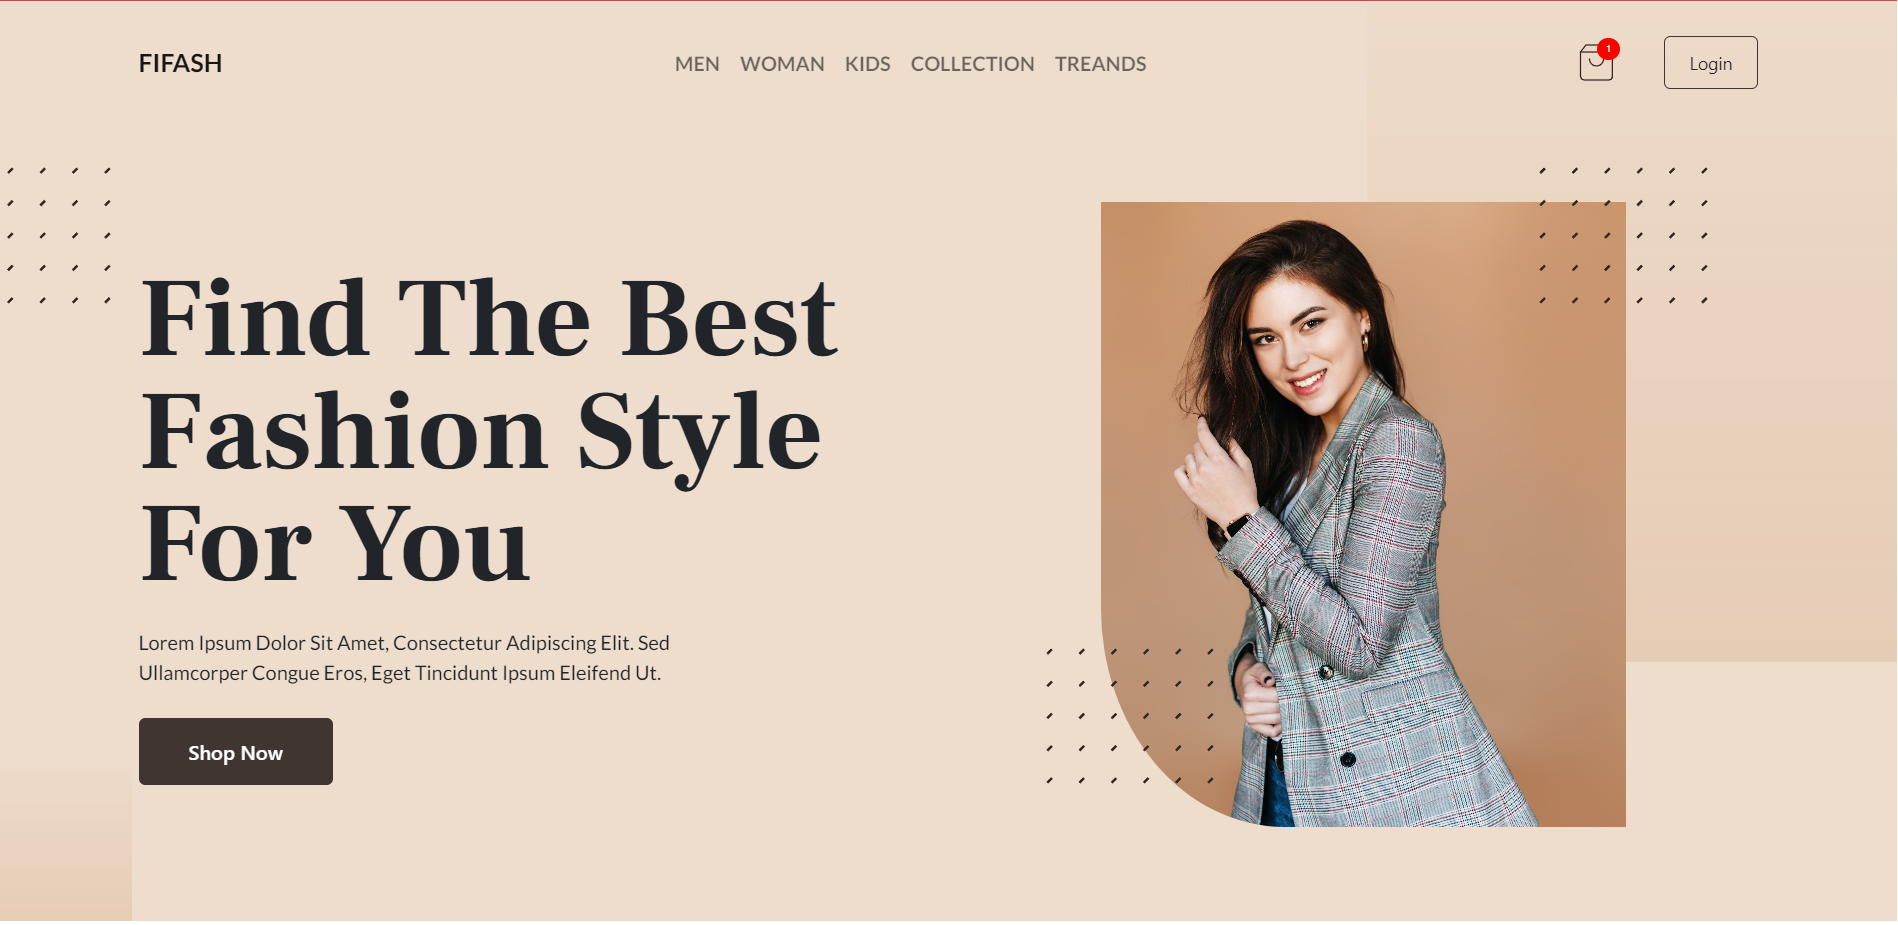 FIFASH
MEN WOMAN KIDS COLLECTION TREANDS
1
Login
Find The Best
Fashion Style
For You
Lorem Ipsum Dolor Sit Amet, Consectetur Adipiscing Elit. Sed
Ullamcorper Congue Eros, Eget Tincidunt Ipsum Eleifend Ut.
Shop Now